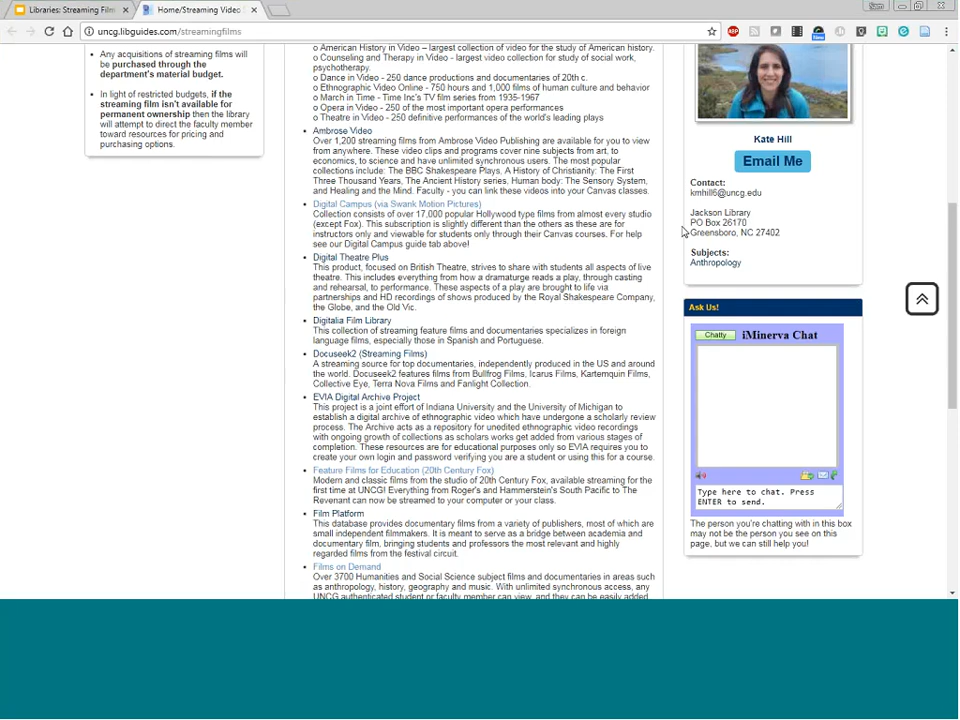 Libraries: Streaming Film
Home/Streaming Video
Sam
uncg.libguides.com/streamingfilms
Any acquisitions of streaming films will
be purchased through the
department's material budget.
In light of restricted budgets, if the
streaming film isn't available for
permanent ownership then the library
will attempt to direct the faculty member
toward resources for pricing and
purchasing options.
o American History in Video – largest collection of video for the study of American history.
o Counseling and Therapy in Video - largest video collection for study of social work,
psychotherapy.
o Dance in Video - 250 dance productions and documentaries of 20th c.
o Ethnographic Video Online - 750 hours and 1,000 films of human culture and behavior
o March in Time - Time Inc's TV film series from 1935-1967
o Opera in Video - 250 of the most important opera performances
o Theatre in Video - 250 definitive performances of the world's leading plays
Ambrose Video
Over 1,200 streaming films from Ambrose Video Publishing are available for you to view
from anywhere. These video clips and programs cover nine subjects from art, to
economics, to science and have unlimited synchronous users. The most popular
collections include: The BBC Shakespeare Plays, A History of Christianity: The First
Three Thousand Years, The Ancient History series, Human body: The Sensory System,
and Healing and the Mind. Faculty - you can link these videos into your Canvas classes.
Digital Campus (via Swank Motion Pictures)
Collection consists of over 17,000 popular Hollywood type films from almost every studio
(except Fox). This subscription is slightly different than the others as these are for
instructors only and viewable for students only through their Canvas courses. For help
see our Digital Campus guide tab above!
Digital Theatre Plus
This product, focused on British Theatre, strives to share with students all aspects of live
theatre. This includes everything from how a dramaturge reads a play, through casting
and rehearsal, to performance. These aspects of a play are brought to life via
partnerships and HD recordings of shows produced by the Royal Shakespeare Company,
the Globe, and the Old Vic.
Digitalia Film Library
This collection of streaming feature films and documentaries specializes in foreign
language films, especially those in Spanish and Portuguese.
Docuseek2 (Streaming Films)
A streaming source for top documentaries, independently produced in the US and around
the world. Docuseek2 features films from Bullfrog Films, Icarus Films, Kartemquin Films,
Collective Eye, Terra Nova Films and Fanlight Collection.
EVIA Digital Archive Project
This project is a joint effort of Indiana University and the University of Michigan to
establish a digital archive of ethnographic video which have undergone a scholarly review
process. The Archive acts as a repository for unedited ethnographic video recordings
with ongoing growth of collections as scholars works get added from various stages of
completion. These resources are for educational purposes only so EVIA requires you to
create your own login and password verifying you are a student or using this for a course.
Feature Films for Education (20th Century Fox)
Modern and classic films from the studio of 20th Century Fox, available streaming for the
first time at UNCG! Everything from Roger's and Hammerstein's South Pacific to The
Revenant can now be streamed to your computer or your class.
Film Platform
This database provides documentary films from a variety of publishers, most of which are
small independent filmmakers. It is meant to serve as a bridge between academia and
documentary film, bringing students and professors the most relevant and highly
regarded films from the festival circuit.
Films on Demand
Over 3700 Humanities and Social Science subject films and documentaries in areas such
as anthropology, history, geography and music. With unlimited synchronous access, any
UNCG authenticated student or faculty member can view, and they can be easily added
Kate Hill
Email Me
Contact:
kmhill6@uncg.edu
Jackson Library
PO Box 26170
Greensboro, NC 27402
Subjects:
Anthropology
Ask Us!
Chatty
iMinerva Chat
Type here to chat. Press
ENTER to send.
The person you're chatting with in this box
may not be the person you see on this
page, but we can still help you!